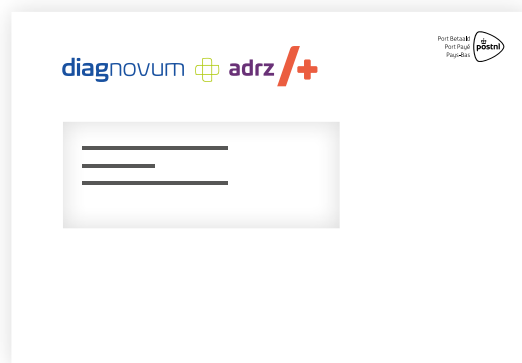 Port Betaald
Port Payé
Pays-Bas
postnl
diagnovum adrz